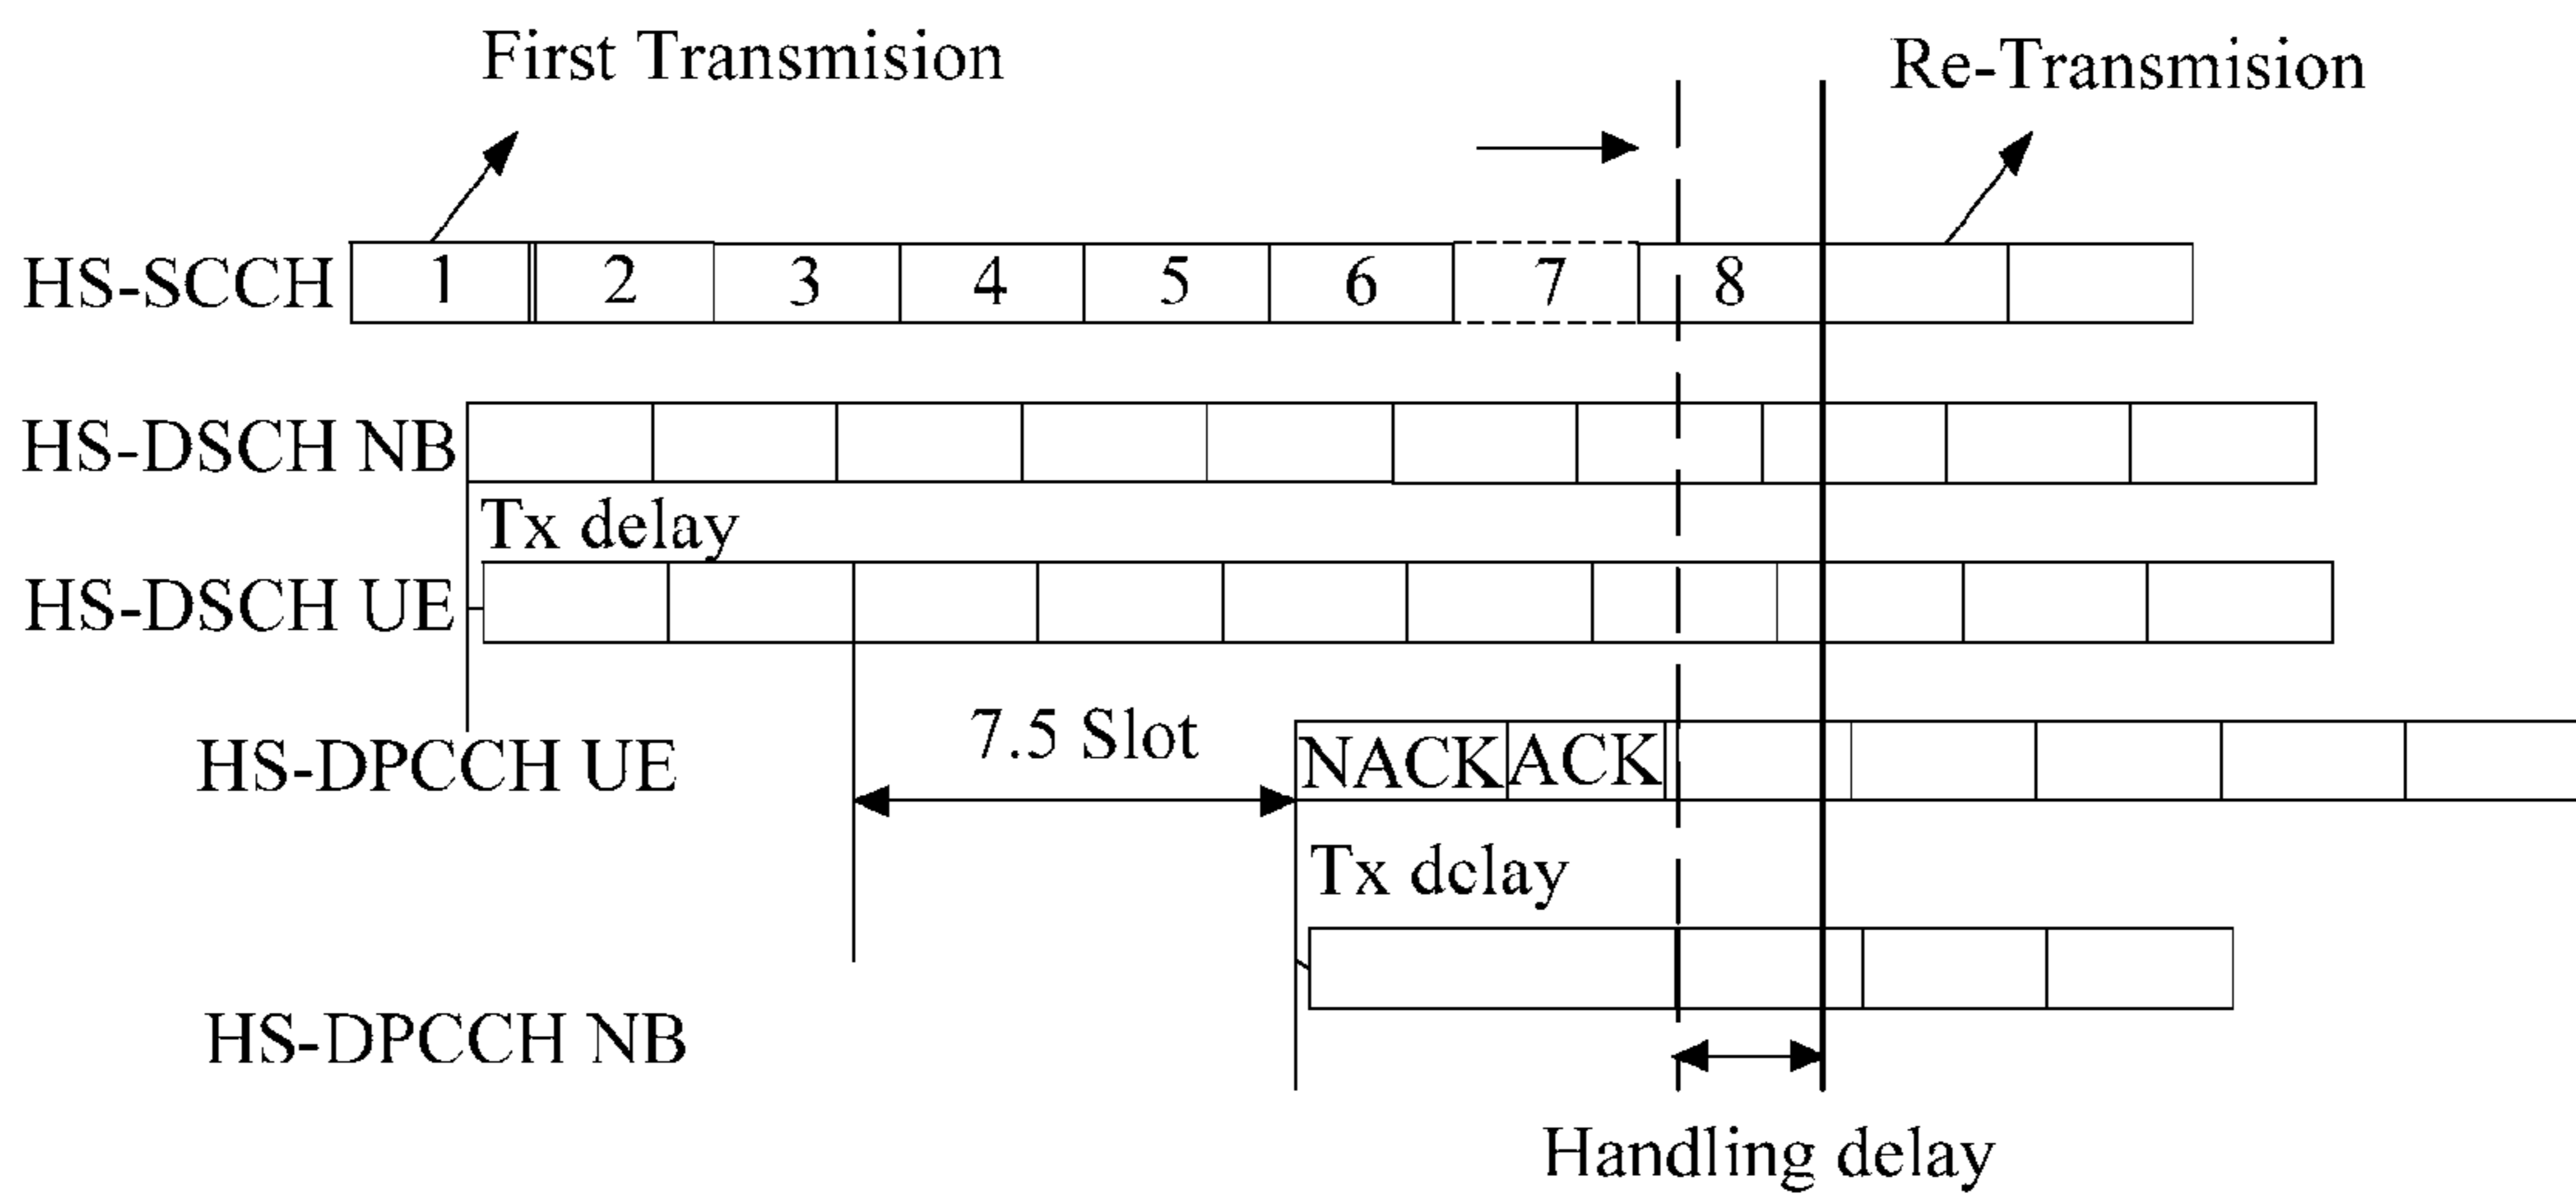 First Transmision
Re-Transmision
HS-SCCH 1 2 3 4 5 6 7 8
HS-DSCH NB
Tx delay
HS-DSCH UE
7.5 Slot
HS-DPCCH UE NACK ACK
Tx delay
HS-DPCCH NB
Handling delay